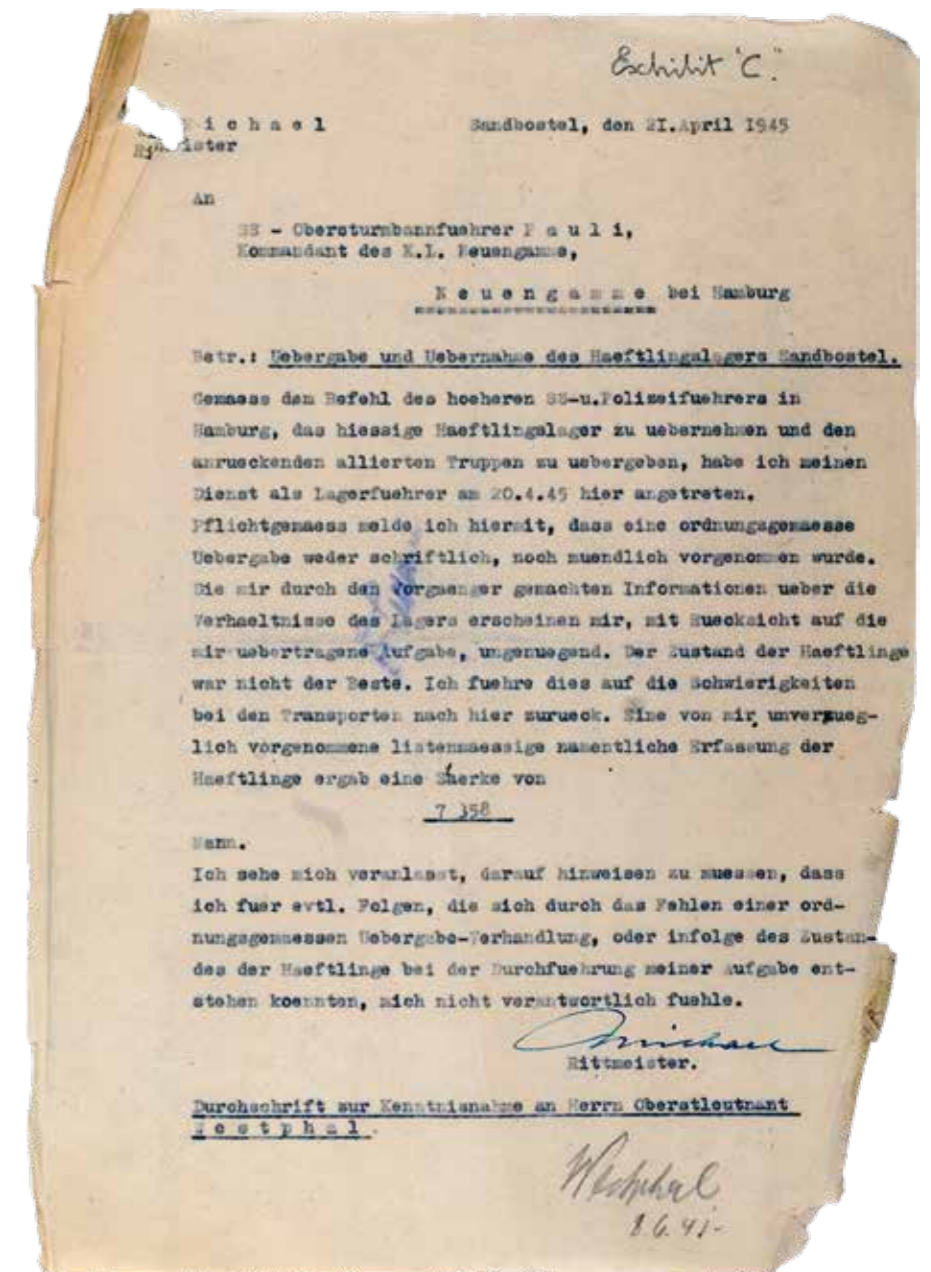 Exhibit "C".
Michael
Sandbostel, den 21.April 1945
Rittmeister
An
SS - Obersturmbannfuehrer P a u l i,
Kommandant des K.L. Neuengamme,
N e u e n g a m m e bei Hamburg
Betr.: Uebergabe und Uebernahme des Haeftlingslagers Sandbostel.
Gemaess dem Befehl des hoeheren SS-u.Polizeifuehrers in
Hamburg, das hiesige Haeftlingslager zu uebernehmen und den
anrueckenden allierten Truppen zu uebergeben, habe ich meinen
Dienst als Lagerfuehrer am 20.4.45 hier angetreten.
Pflichtgemaess melde ich hiermit, dass eine ordnungsgemaesse
Uebergabe weder schriftlich, noch muendlich vorgenommen wurde.
Die mir durch den Vorgaenger gemachten Informationen ueber die
Verhaeltnisse des Lagers erscheinen mir, mit Ruecksicht auf die
mir uebertragene Aufgabe, ungenuegend. Der Zustand der Haeftlinge
war nicht der Beste. Ich fuehre dies auf die Schwierigkeiten
bei den Transporten nach hier zurueck. Eine von mir unverzueg-
lich vorgenommene listenmaessige namentliche Erfassung der
Haeftlinge ergab eine Staerke von
7 358
Mann.
Ich sehe mich veranlasst, darauf hinweisen zu muessen, dass
ich fuer evtl. Folgen, die sich durch das Fehlen einer ord-
nungsgemaessen Uebergabe-Verhandlung, oder infolge des Zustan-
des der Haeftlinge bei der Durchfuehrung meiner Aufgabe ent-
stehen koennten, mich nicht verantwortlich fuehle.
Michael
Rittmeister.
Durchschrift zur Kenntnisnahme an Herrn Oberstleutnant
W e s t p h a l.
Westphal